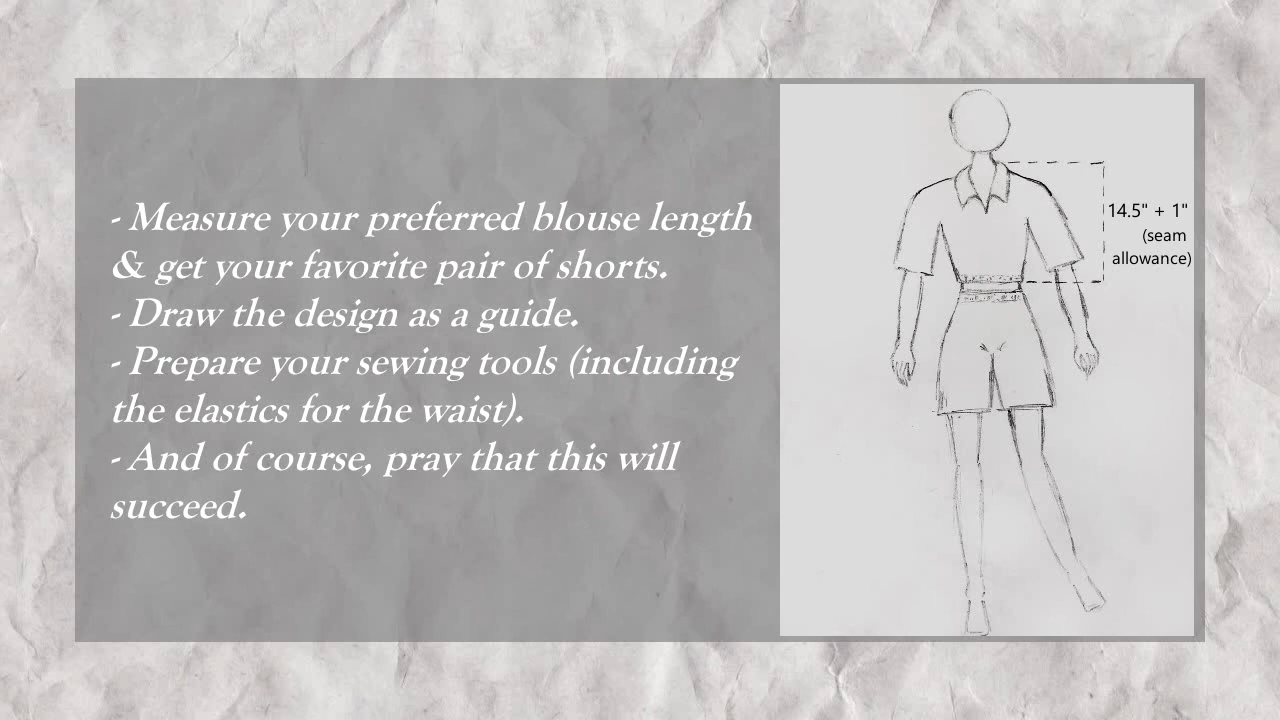 - Measure your preferred blouse length
& get your favorite pair of shorts.
- Draw the design as a guide.
- Prepare your sewing tools (including
the elastics for the waist).
- And of course, pray that this will
succeed.
14.5" + 1"
(seam
allowance)